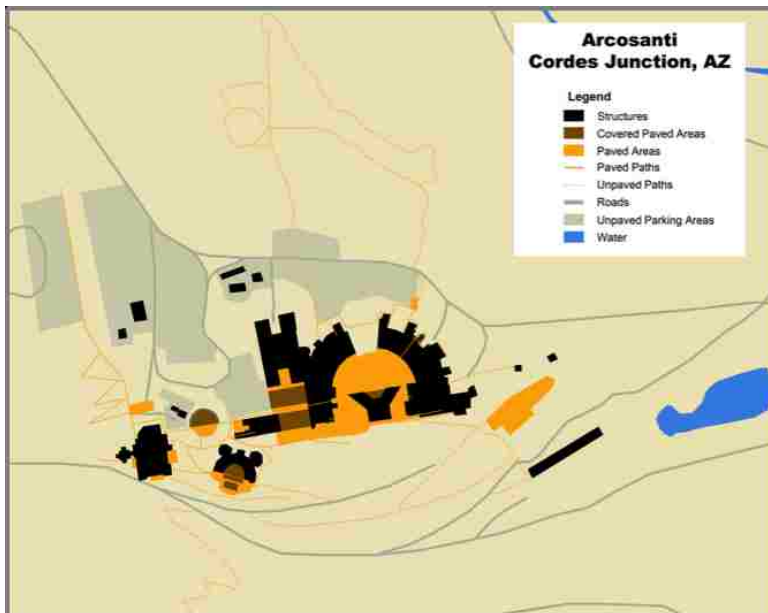 Arcosanti
Cordes Junction, AZ
Legend
Structures
Covered Paved Areas
Paved Areas
Paved Paths
Unpaved Paths
Roads
Unpaved Parking Areas
Water